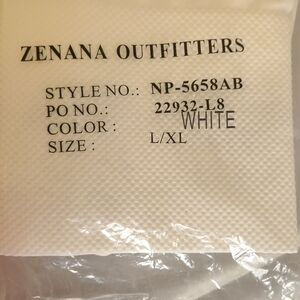 ZENANA OUTFITTERS
STYLE NO.: NP-5658AB
PO NO.: 22932-L8
COLOR : WHITE
SIZE : L/XL